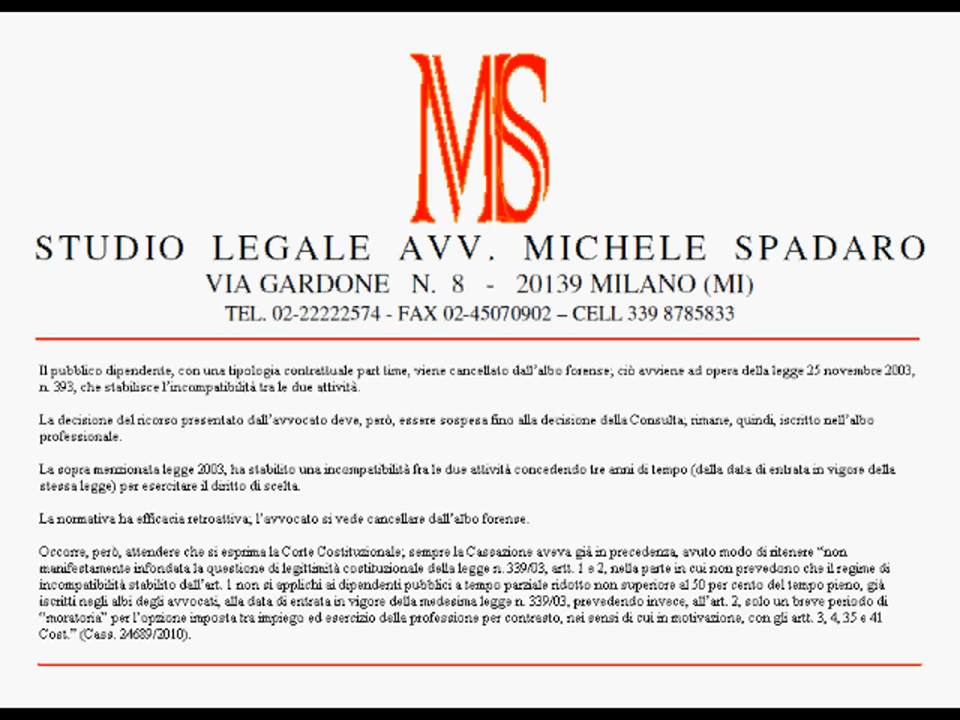 MS
STUDIO LEGALE AVV. MICHELE SPADARO
VIA GARDONE N. 8 - 20139 MILANO (MI)
TEL. 02-22222574 - FAX 02-45070902 – CELL 339 8785833
Il pubblico dipendente, con una tipologia contrattuale part time, viene cancellato dall'albo forense; ciò avviene ad opera della legge 25 novembre 2003,
n. 393, che stabilisce l'incompatibilità tra le due attività.
La decisione del ricorso presentato dall'avvocato deve, però, essere sospesa fino alla decisione della Consulta; rimane, quindi, iscritto nell'albo
professionale.
La sopra menzionata legge 2003, ha stabilito una incompatibilità fra le due attività concedendo tre anni di tempo (dalla data di entrata in vigore della
stessa legge) per esercitare il diritto di scelta.
La normativa ha efficacia retroattiva; l'avvocato si vede cancellare dall'albo forense.
Occorre, però, attendere che si esprima la Corte Costituzionale; sempre la Cassazione aveva già in precedenza, avuto modo di ritenere “non
manifestamente infondata la questione di legittimità costituzionale della legge n. 339/03, artt. 1 e 2, nella parte in cui non prevedono che il regime di
incompatibilità stabilito dall'art. 1 non si applichi ai dipendenti pubblici a tempo parziale ridotto non superiore al 50 per cento del tempo pieno, già
iscritti negli albi degli avvocati, alla data di entrata in vigore della medesima legge n. 339/03, prevedendo invece, all'art. 2, solo un breve periodo di
“moratoria” per l'opzione imposta tra impiego ed esercizio della professione per contrasto, nei sensi di cui in motivazione, con gli artt. 3, 4, 35 e 41
Cost.” (Cass. 24689/2010).